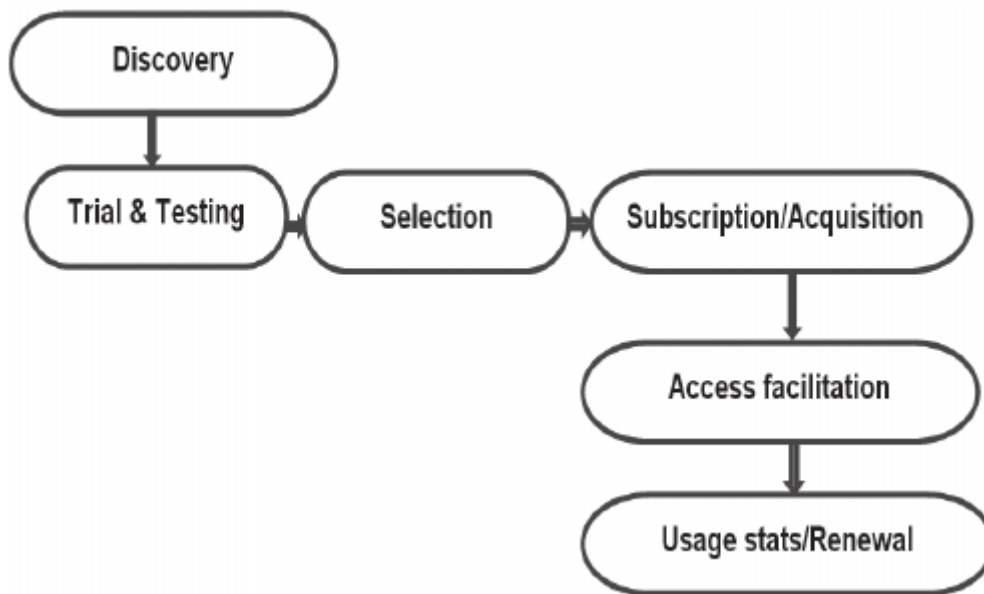 Discovery
Trial & Testing
Selection
Subscription/Acquisition
Access facilitation
Usage stats/Renewal